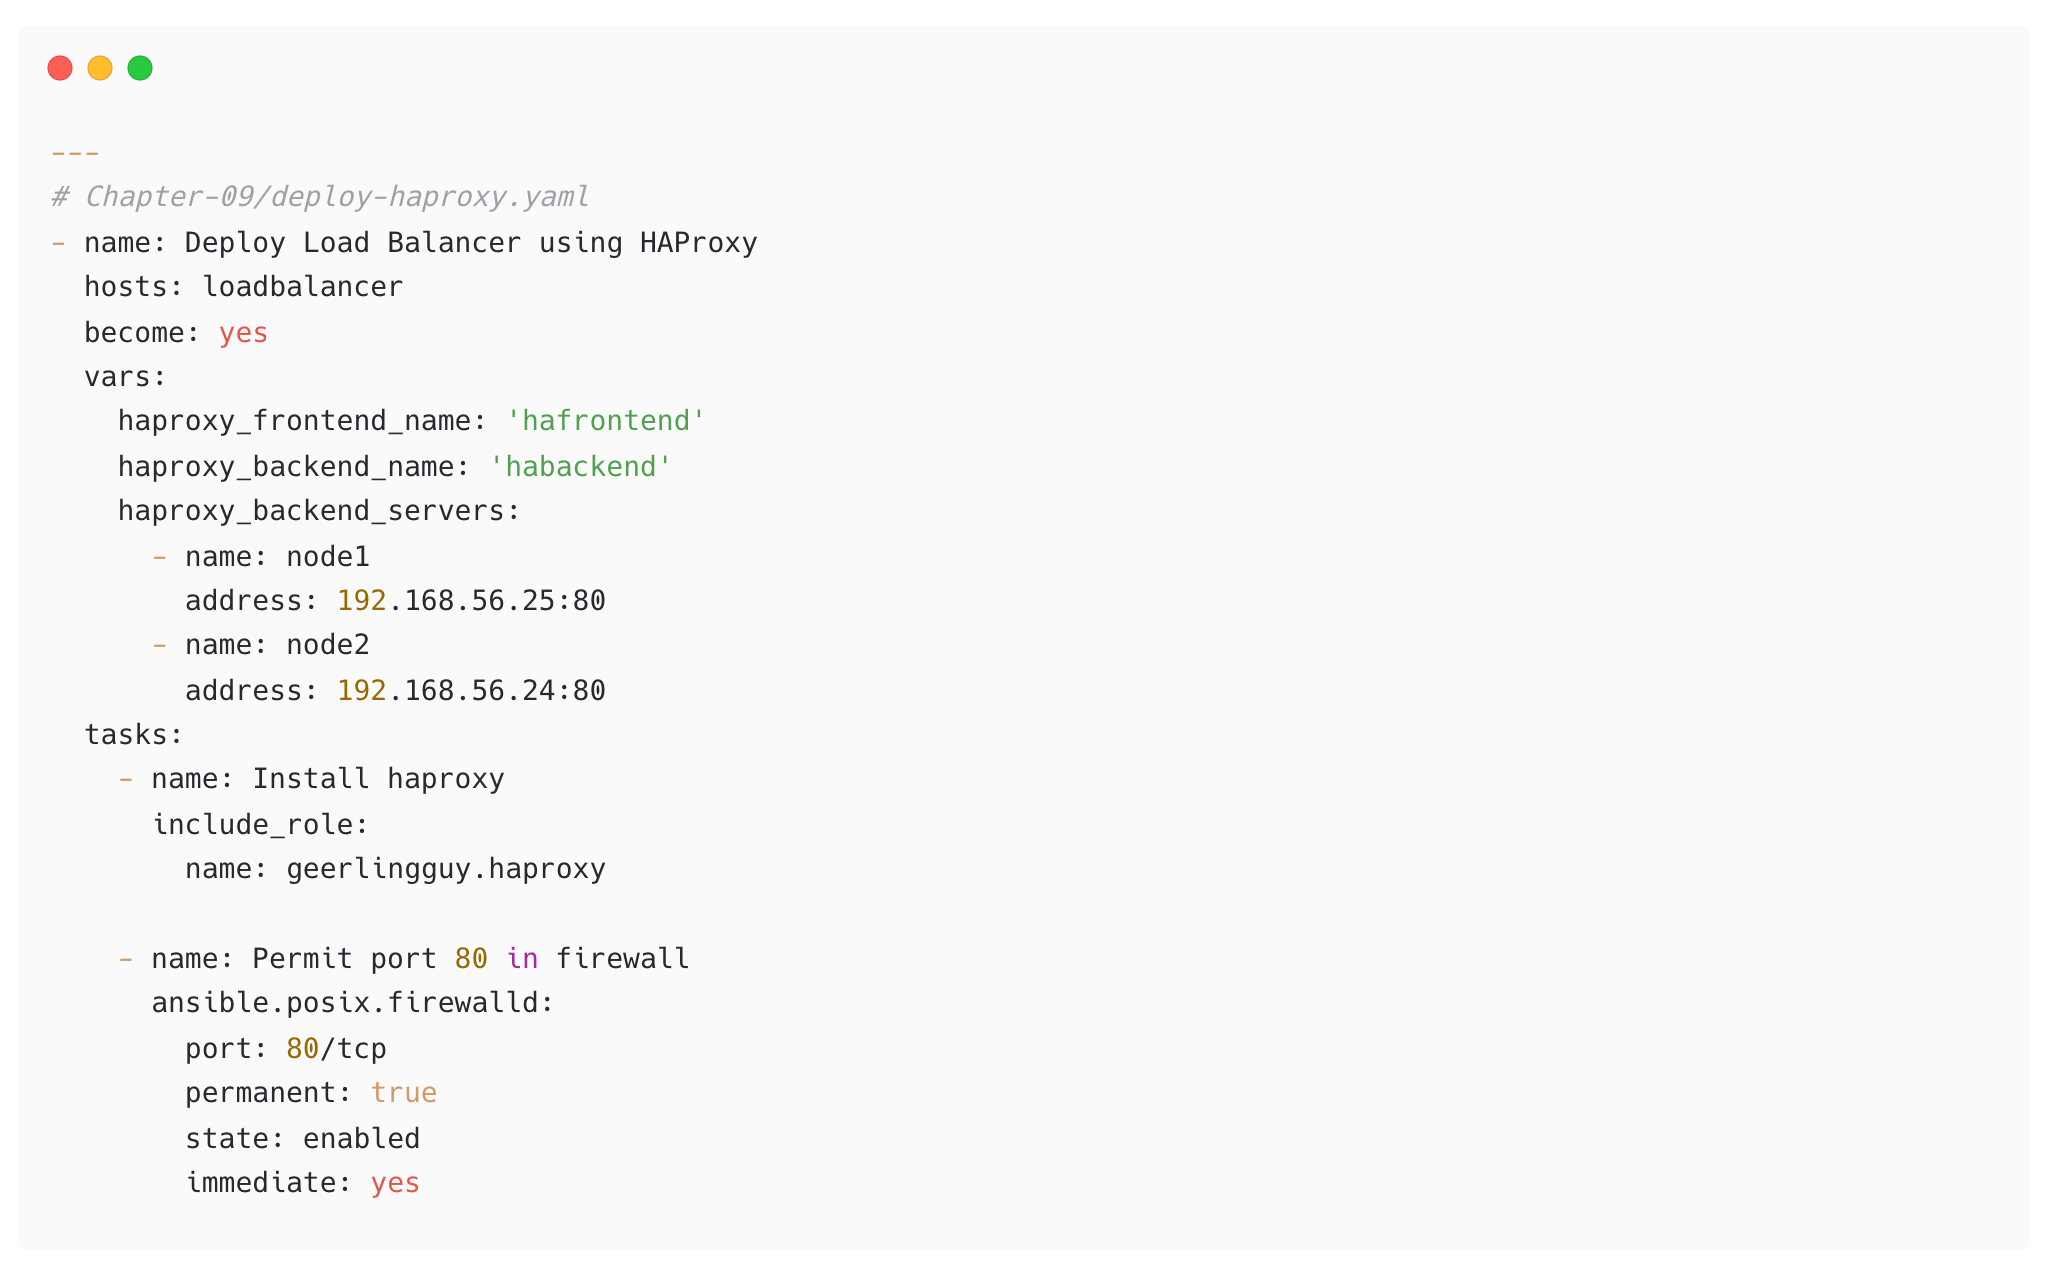 ---
# Chapter-09/deploy-haproxy.yaml
- name: Deploy Load Balancer using HAProxy
  hosts: loadbalancer
  become: yes
  vars:
    haproxy_frontend_name: 'hafrontend'
    haproxy_backend_name: 'habackend'
    haproxy_backend_servers:
      - name: node1
        address: 192.168.56.25:80
      - name: node2
        address: 192.168.56.24:80
  tasks:
    - name: Install haproxy
      include_role:
        name: geerlingguy.haproxy

    - name: Permit port 80 in firewall
      ansible.posix.firewalld:
        port: 80/tcp
        permanent: true
        state: enabled
        immediate: yes